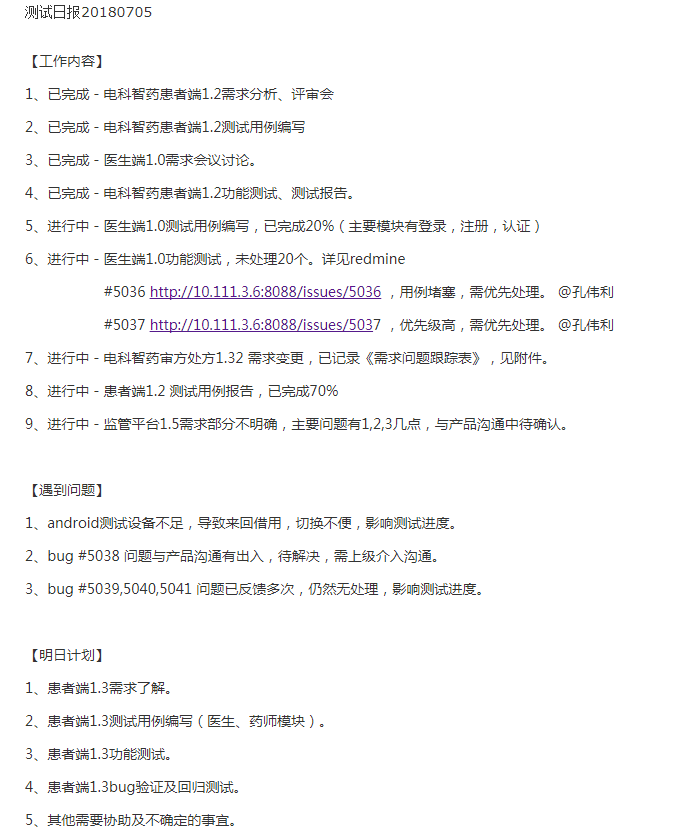 测试日报20180705
【工作内容】
1、已完成 - 电科智药患者端1.2需求分析、评审会
2、已完成 - 电科智药患者端1.2测试用例编写
3、已完成 - 医生端1.0需求会议讨论。
4、已完成 - 电科智药患者端1.2功能测试、测试报告。
5、进行中 - 医生端1.0测试用例编写，已完成20%（主要模块有登录，注册，认证）
6、进行中 - 医生端1.0功能测试，未处理20个。详见redmine
#5036 http://10.111.3.6:8088/issues/5036 ，用例堵塞，需优先处理。 @孔伟利
#5037 http://10.111.3.6:8088/issues/5037 ，优先级高，需优先处理。 @孔伟利
7、进行中 - 电科智药审方处方1.32 需求变更，已记录《需求问题跟踪表》，见附件。
8、进行中 - 患者端1.2 测试用例报告，已完成70%
9、进行中 - 监管平台1.5需求部分不明确，主要问题有1,2,3几点，与产品沟通中待确认。
【遇到问题】
1、android测试设备不足，导致来回借用，切换不便，影响测试进度。
2、bug #5038 问题与产品沟通有出入，待解决，需上级介入沟通。
3、bug #5039,5040,5041 问题已反馈多次，仍然无处理，影响测试进度。
【明日计划】
1、患者端1.3需求了解。
2、患者端1.3测试用例编写（医生、药师模块）。
3、患者端1.3功能测试。
4、患者端1.3bug验证及回归测试。
5、其他需要协助及不确定的事宜。